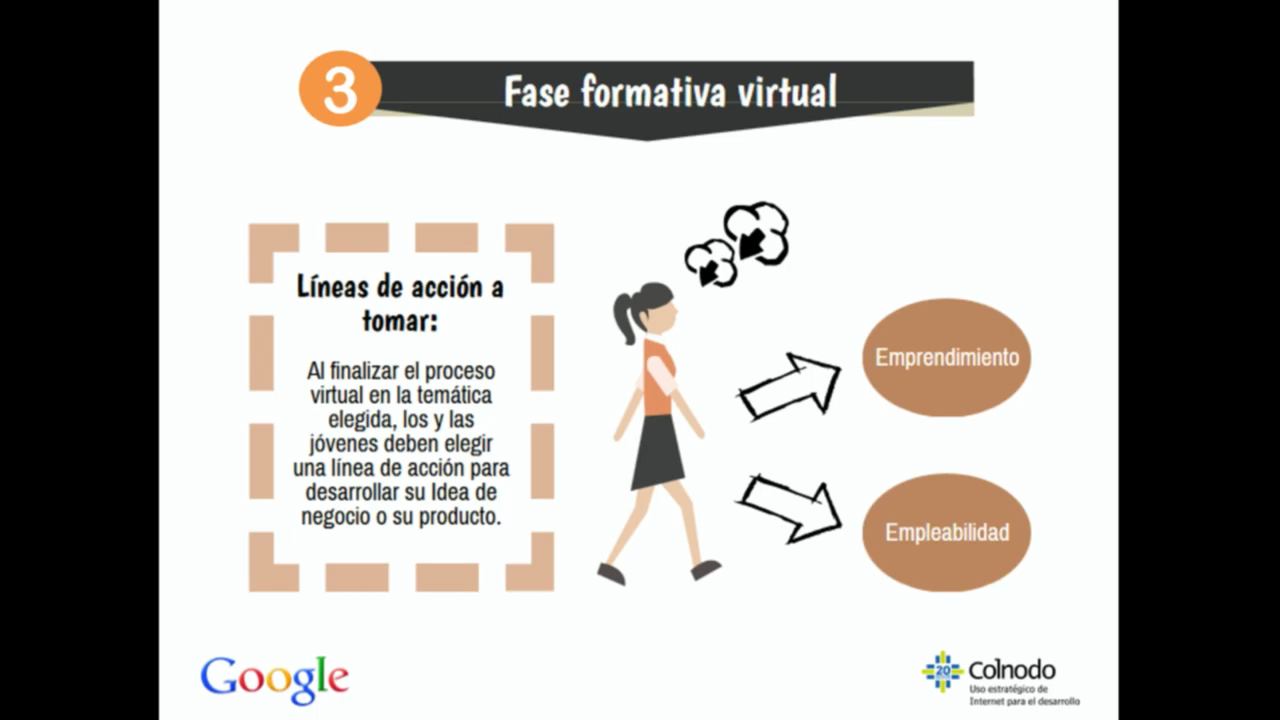 3
Fase formativa virtual
Líneas de acción a
tomar:
Al finalizar el proceso
virtual en la temática
elegida, los y las
jóvenes deben elegir
una línea de acción para
desarrollar su Idea de
negocio o su producto.
Emprendimiento
Empleabilidad
Google
20
Colnodo
Uso estratégico de
Internet para el desarrollo